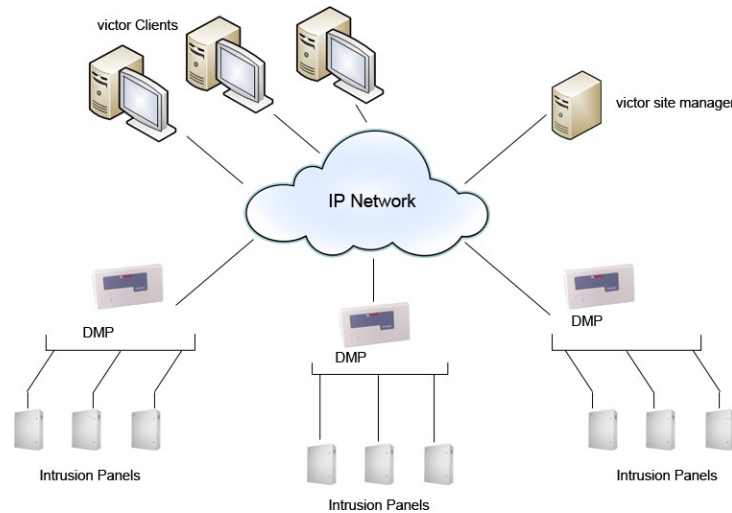 victor Clients
victor site manager
IP Network
DMP
DMP
DMP
Intrusion Panels
Intrusion Panels
Intrusion Panels